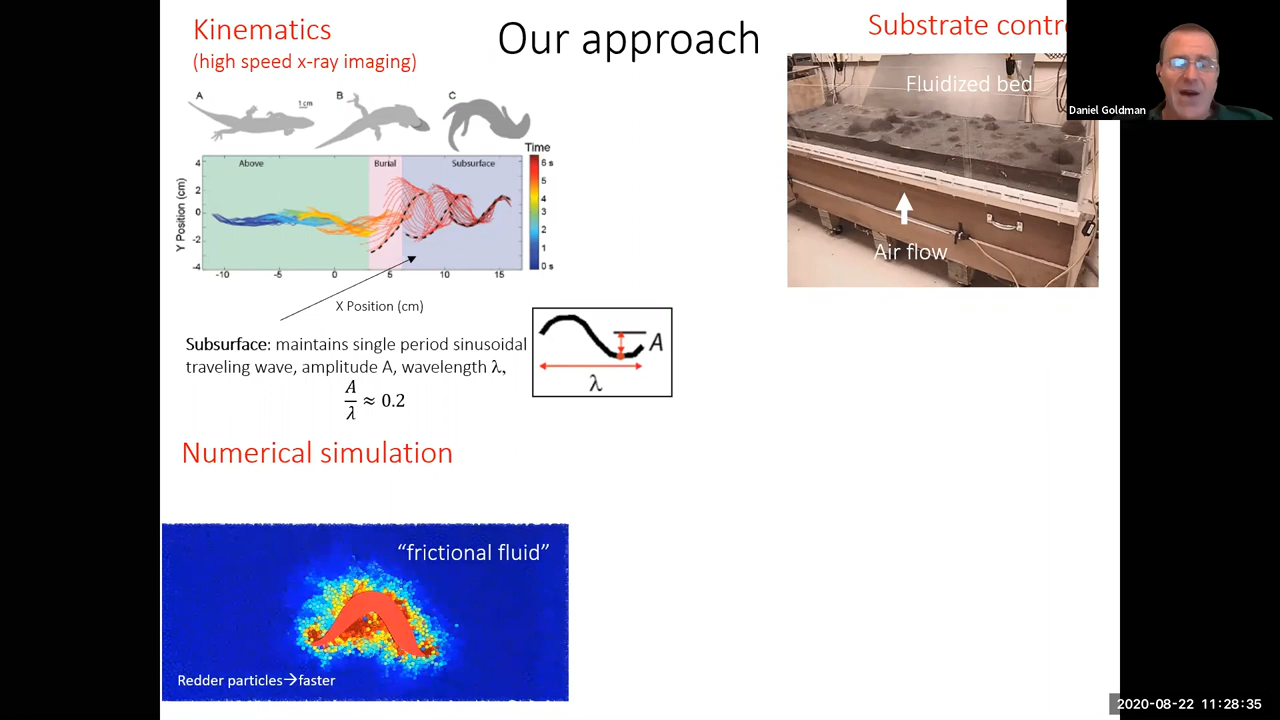 Kinematics
(high speed x-ray imaging)
Our approach
Substrate contro
Fluidized bed
Daniel Goldman
A
B
C
1 cm
Time
Above
Burial
Subsurface
4
2
0
-2
-4
Y Position (cm)
6 s
5
4
3
2
1
0 s
-10
-5
0
5
10
15
X Position (cm)
Air flow
Subsurface: maintains single period sinusoidal
traveling wave, amplitude A, wavelength λ,
A/λ ≈ 0.2
A
λ
Numerical simulation
“frictional fluid”
Redder particles→faster
2020-08-22 11:28:35